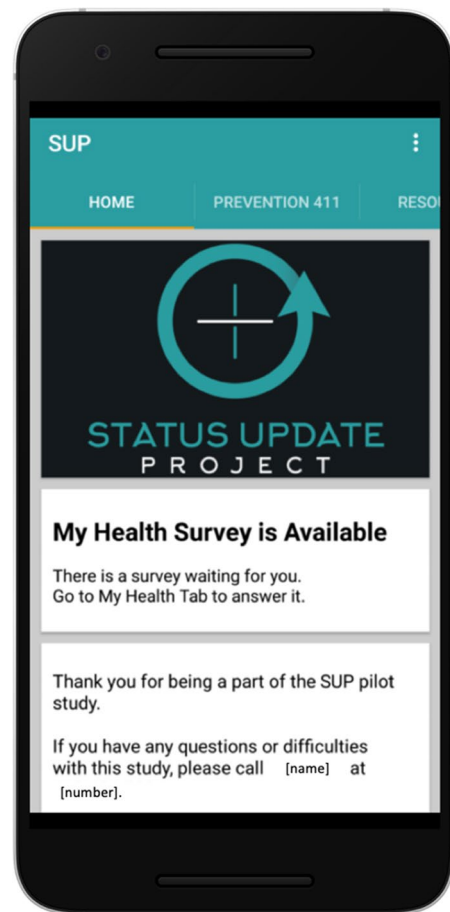 SUP
HOME PREVENTION 411 RESOU
STATUS UPDATE
PROJECT
My Health Survey is Available
There is a survey waiting for you.
Go to My Health Tab to answer it.
Thank you for being a part of the SUP pilot
study.
If you have any questions or difficulties
with this study, please call [name] at
[number].